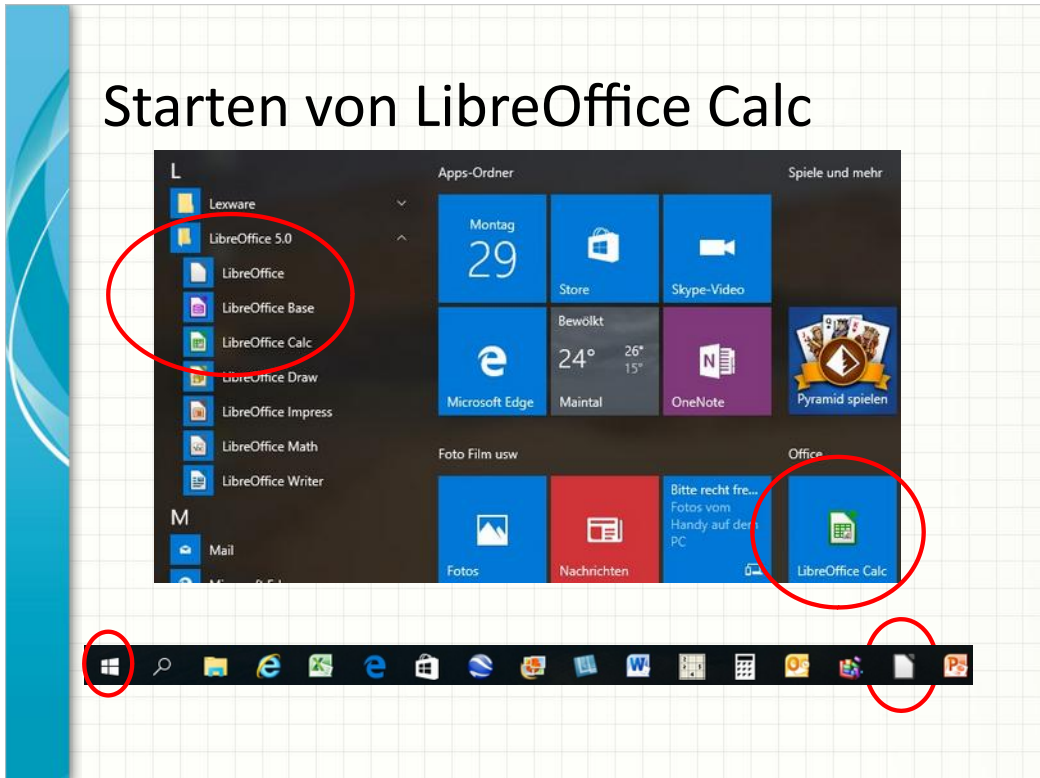 Starten von LibreOffice Calc
L
Lexware
LibreOffice 5.0
LibreOffice
LibreOffice Base
LibreOffice Calc
LibreOffice Draw
LibreOffice Impress
LibreOffice Math
LibreOffice Writer
M
Mail
Apps-Ordner
Montag
29
Store
Skype-Video
Microsoft Edge
Bewölkt
24° 26°
15°
Maintal
OneNote
Spiele und mehr
Pyramid spielen
Foto Film usw
Fotos
Nachrichten
Bitte recht fre...
Fotos vom
Handy auf dem
PC
Office
LibreOffice Calc